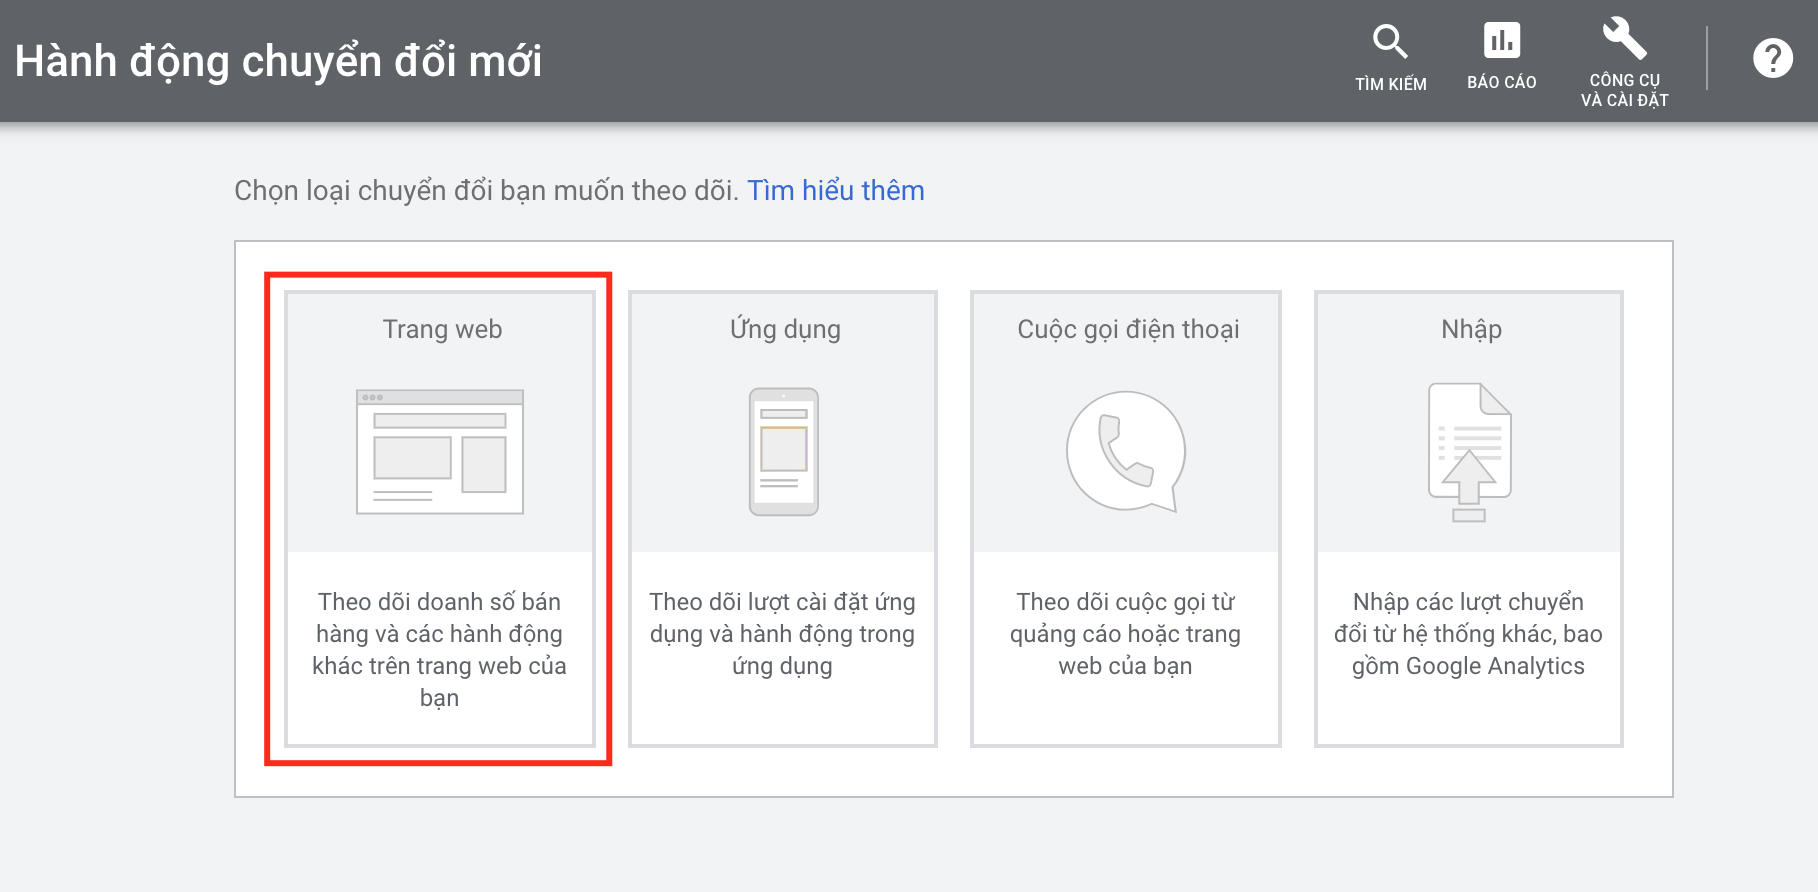 Hành động chuyển đổi mới
TÌM KIẾM
BÁO CÁO
CÔNG CỤ
VÀ CÀI ĐẶT
?
Chọn loại chuyển đổi bạn muốn theo dõi. Tìm hiểu thêm
Trang web
Theo dõi doanh số bán
hàng và các hành động
khác trên trang web của
bạn
Ứng dụng
Theo dõi lượt cài đặt ứng
dụng và hành động trong
ứng dụng
Cuộc gọi điện thoại
Theo dõi cuộc gọi từ
quảng cáo hoặc trang
web của bạn
Nhập
Nhập các lượt chuyển
đổi từ hệ thống khác, bao
gồm Google Analytics